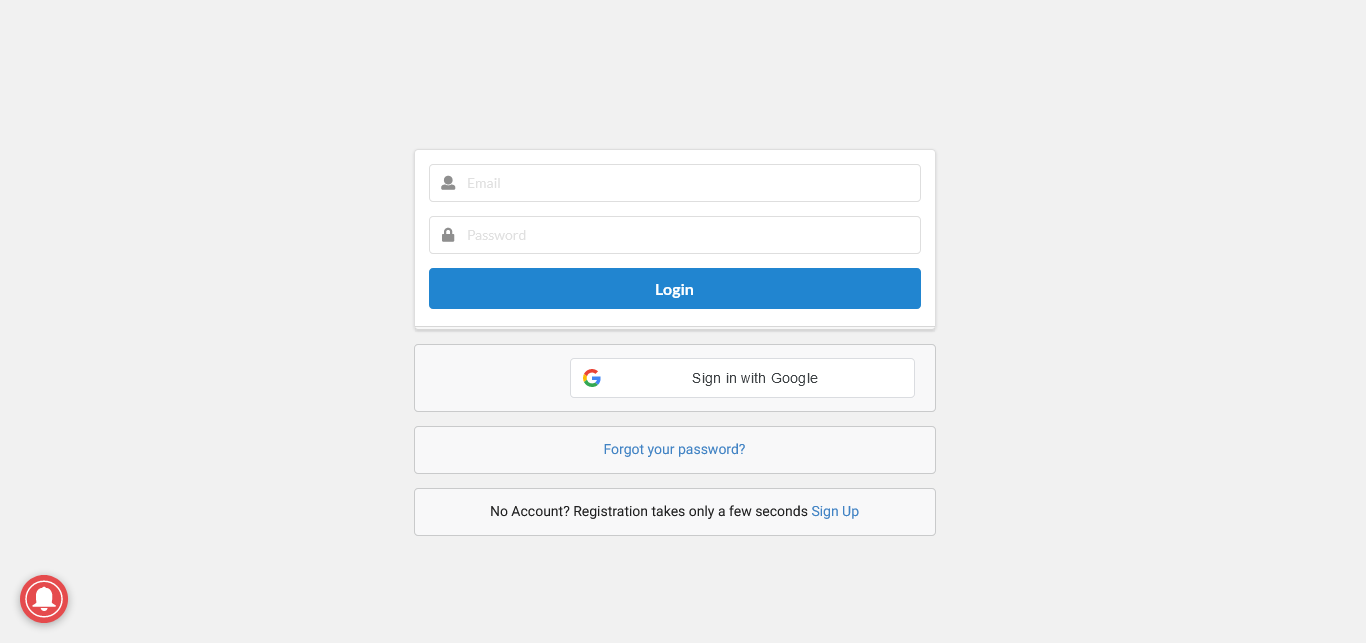 Email
Password
Login
Sign in with Google
Forgot your password?
No Account? Registration takes only a few seconds Sign Up